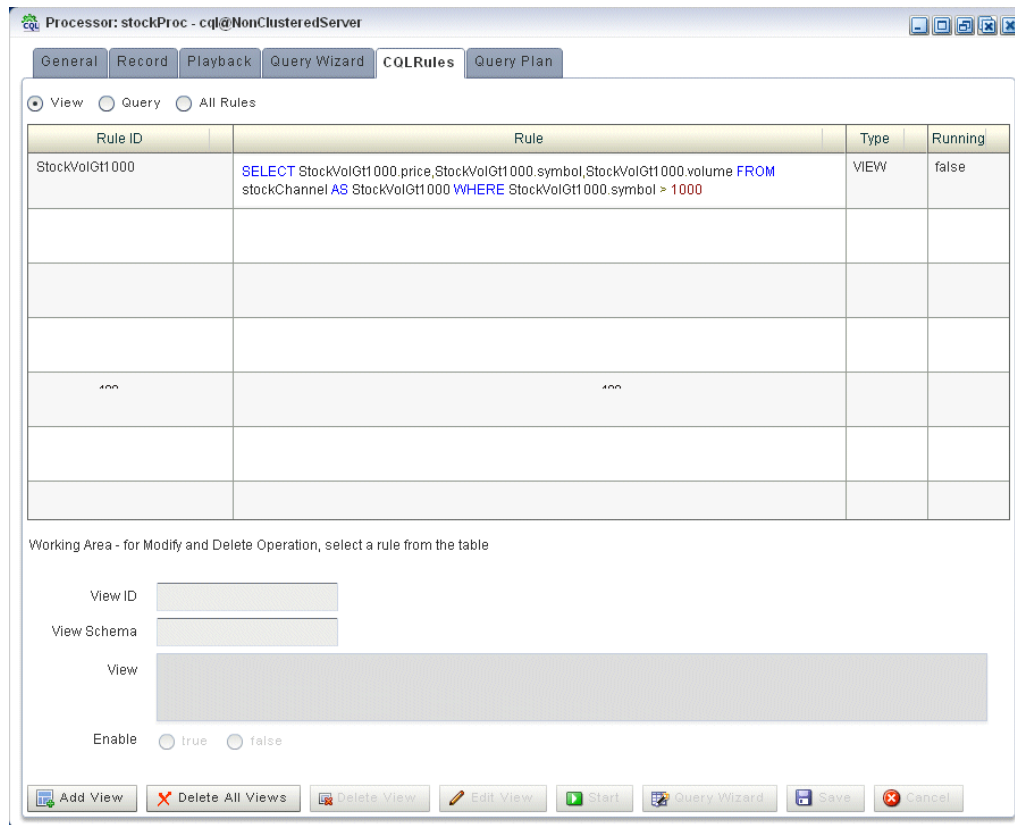 CQL Processor: stockProc - cql@NonClusteredServer
General Record Playback Query Wizard CQLRules Query Plan
View Query All Rules
Rule ID Rule Type Running
StockVolGt1000 SELECT StockVolGt1000.price,StockVolGt1000.symbol,StockVolGt1000.volume FROM VIEW false
stockChannel AS StockVolGt1000 WHERE StockVolGt1000.symbol > 1000
Working Area - for Modify and Delete Operation, select a rule from the table
View ID
View Schema
View
Enable true false
Add View Delete All Views Delete View Edit View Start Query Wizard Save Cancel